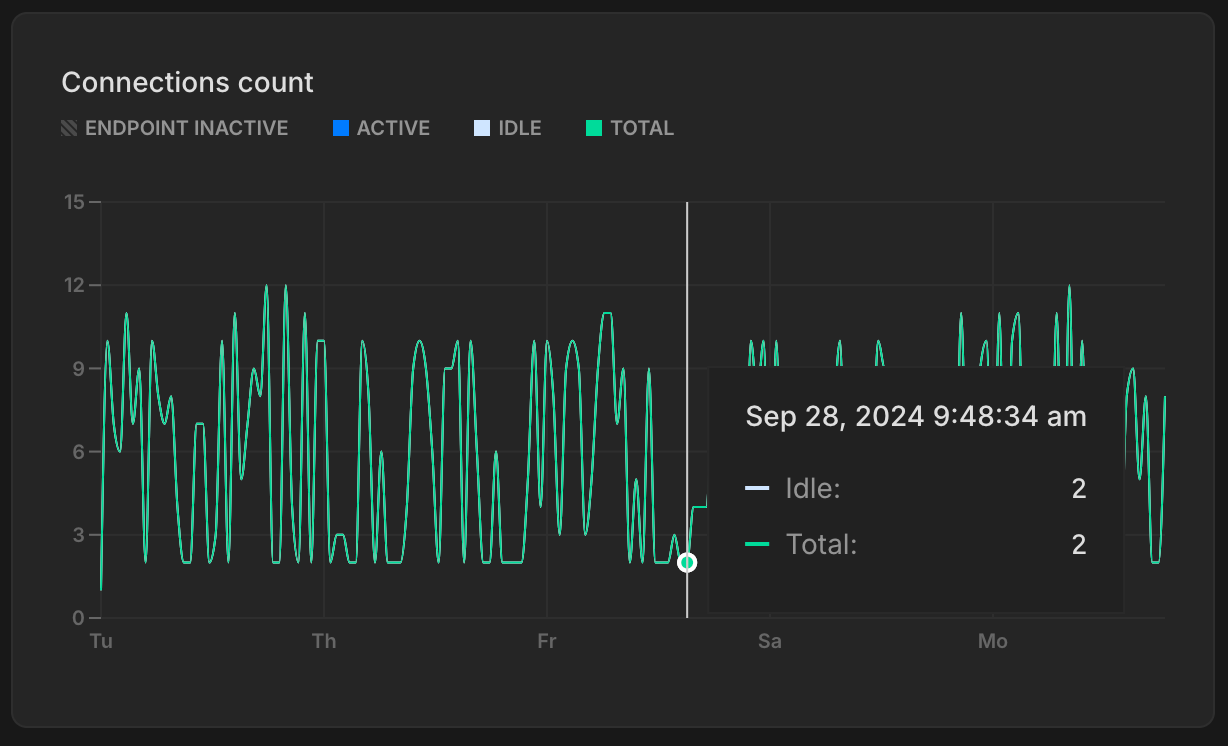 Connections count
ENDPOINT INACTIVE ACTIVE IDLE TOTAL
15
12
9
6
3
0
Sep 28, 2024 9:48:34 am
Idle: 2
Total: 2
Tu Th Fr Sa Mo